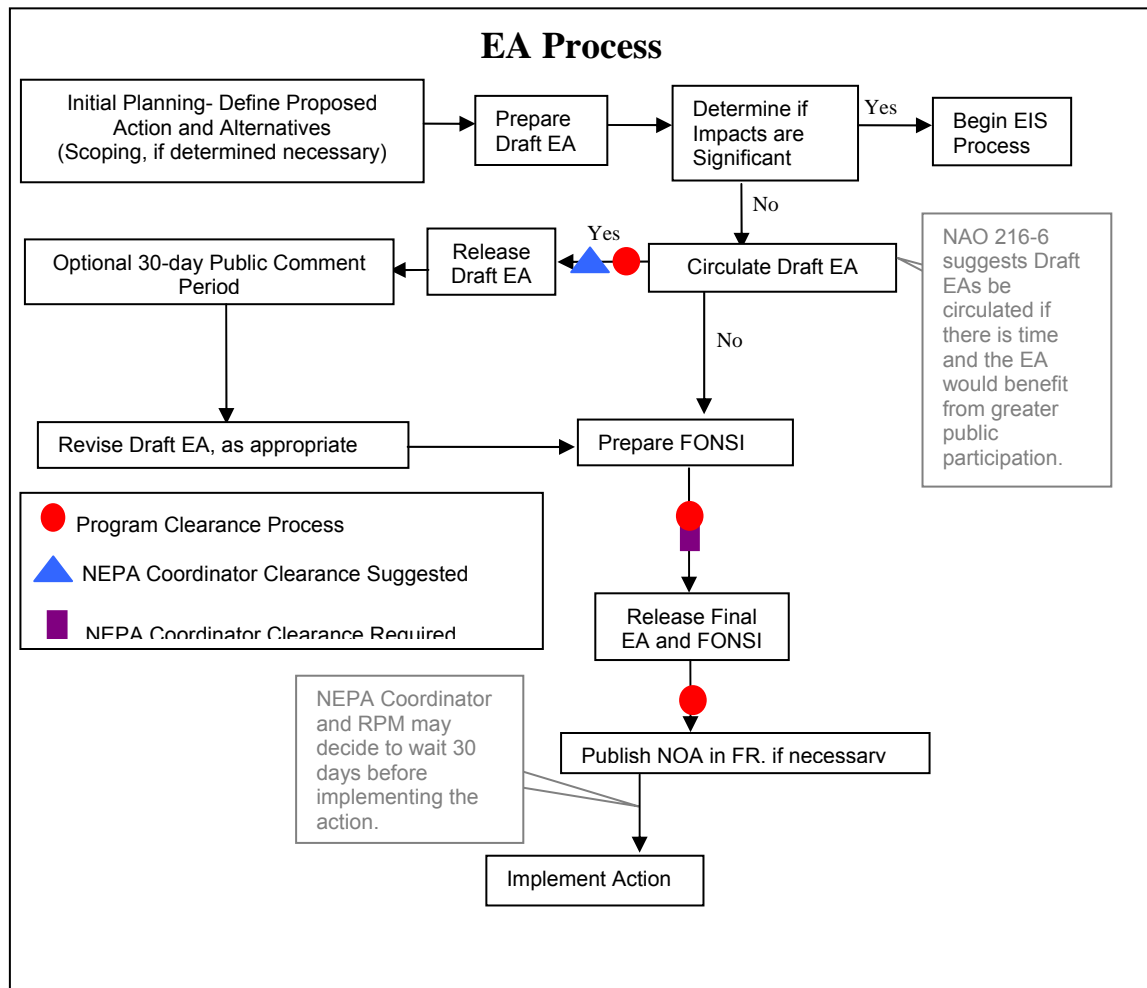 EA Process
Initial Planning- Define Proposed
Action and Alternatives
(Scoping, if determined necessary)
Prepare
Draft EA
Determine if
Impacts are
Significant
Yes
Begin EIS
Process
No
Optional 30-day Public Comment
Period
Release
Draft EA
Yes
Circulate Draft EA
NAO 216-6
suggests Draft
EAs be
circulated if
there is time
and the EA
would benefit
from greater
public
participation.
No
Revise Draft EA, as appropriate
Prepare FONSI
Program Clearance Process
NEPA Coordinator Clearance Suggested
NEPA Coordinator Clearance Required
Release Final
EA and FONSI
NEPA Coordinator
and RPM may
decide to wait 30
days before
implementing the
action.
Publish NOA in FR, if necessary
Implement Action